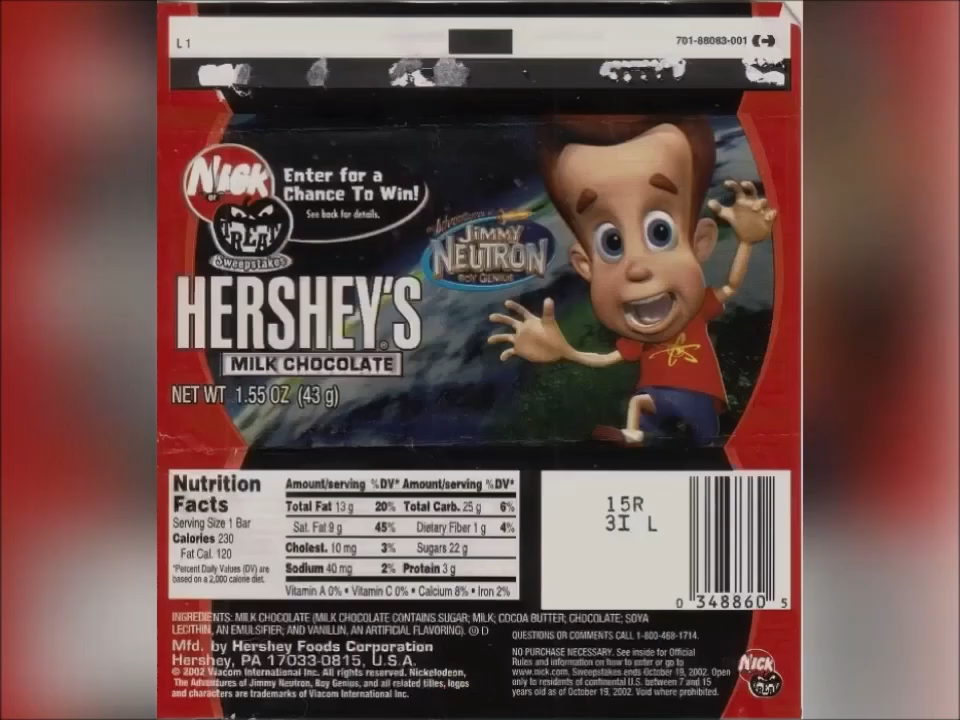 L 1
701-88063-001
NICK
OR
TREAT
Sweepstakes
Enter for a
Chance To Win!
See back for details.
Adventures of
JIMMY
NEUTRON
BOY GENIUS
HERSHEY'S
MILK CHOCOLATE
NET WT 1.55 OZ (43 g)
Nutrition
Facts
Serving Size 1 Bar
Calories 230
Fat Cal. 120
*Percent Daily Values (DV) are
based on a 2,000 calorie diet.
Amount/serving %DV* Amount/serving %DV*
Total Fat 13 g 20% Total Carb. 25 g 6%
Sat. Fat 9 g 45% Dietary Fiber 1 g 4%
Cholest. 10 mg 3% Sugars 22 g
Sodium 40 mg 2% Protein 3 g
Vitamin A 0% • Vitamin C 0% • Calcium 8% • Iron 2%
15R
3I L
0 348860 5
INGREDIENTS: MILK CHOCOLATE (MILK CHOCOLATE CONTAINS SUGAR; MILK; COCOA BUTTER; CHOCOLATE; SOYA
LECITHIN, AN EMULSIFIER; AND VANILLIN, AN ARTIFICIAL FLAVORING). Ⓤ D
Mfd. by Hershey Foods Corporation
Hershey, PA 17033-0815, U.S.A.
© 2002 Viacom International Inc. All rights reserved. Nickelodeon,
The Adventures of Jimmy Neutron, Boy Genius, and all related titles, logos
and characters are trademarks of Viacom International Inc.
QUESTIONS OR COMMENTS CALL 1-800-468-1714.
NO PURCHASE NECESSARY. See inside for Official
Rules and information on how to enter or go to
www.nick.com. Sweepstakes ends October 19, 2002. Open
only to residents of continental U.S. between 7 and 15
years old as of October 19, 2002. Void where prohibited.
NICK
OR
TREAT